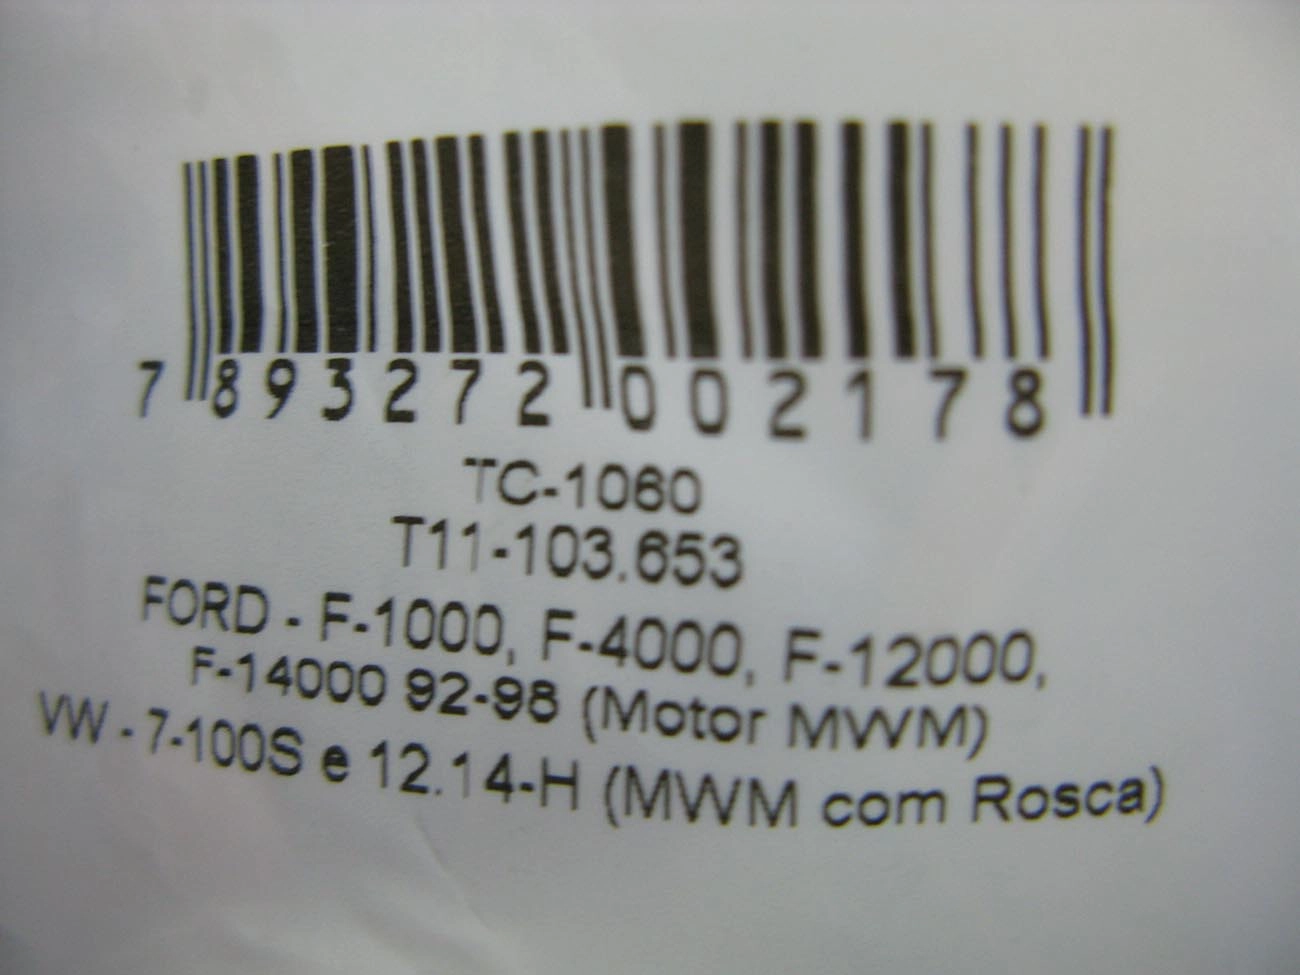 7 893272 002178
TC-1060
T11-103.653
FORD - F-1000, F-4000, F-12000,
F-14000 92-98 (Motor MWM)
VW - 7-100S e 12.14-H (MWM com Rosca)